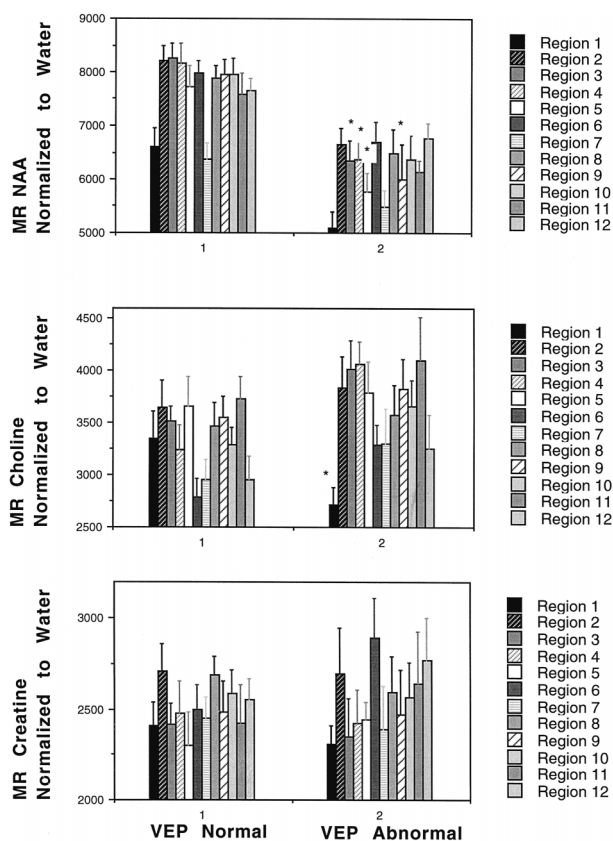 MR NAA
Normalized to Water
9000
8000
7000
6000
5000
*
*
*
*
1
2
Region 1
Region 2
Region 3
Region 4
Region 5
Region 6
Region 7
Region 8
Region 9
Region 10
Region 11
Region 12
MR Choline
Normalized to Water
4500
4000
3500
3000
2500
*
1
2
Region 1
Region 2
Region 3
Region 4
Region 5
Region 6
Region 7
Region 8
Region 9
Region 10
Region 11
Region 12
MR Creatine
Normalized to Water
3000
2500
2000
1
2
VEP Normal
VEP Abnormal
Region 1
Region 2
Region 3
Region 4
Region 5
Region 6
Region 7
Region 8
Region 9
Region 10
Region 11
Region 12